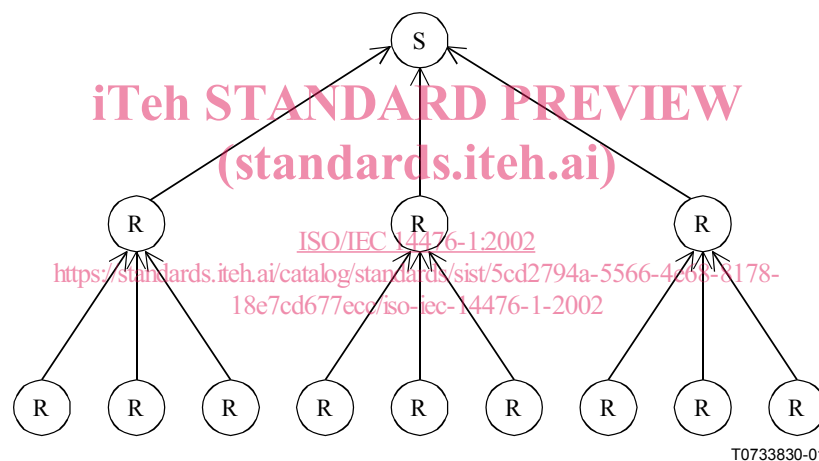 S
iTeh STANDARD PREVIEW
(standards.iteh.ai)
R R R
ISO/IEC 14476-1:2002
https://standards.iteh.ai/catalog/standards/sist/5cd2794a-5566-4e68-8178-
18e7cd677ecc/iso-iec-14476-1-2002
R R R R R R R R R
T0733830-01